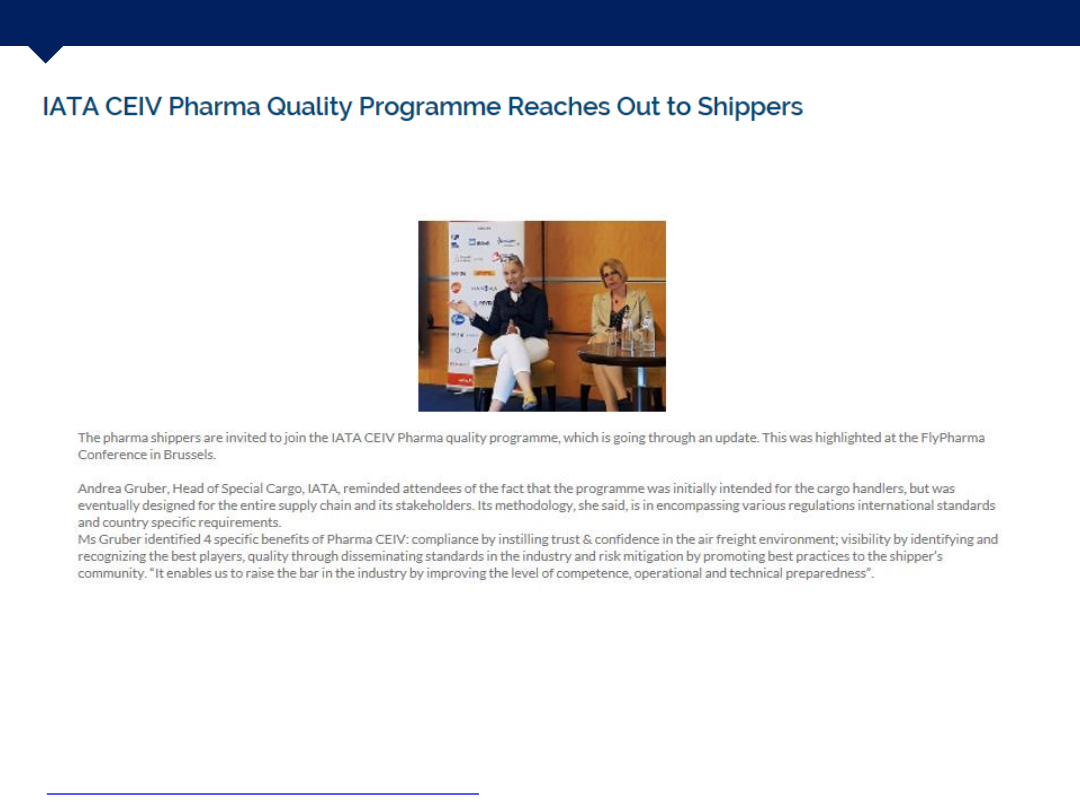 IATA CEIV Pharma Quality Programme Reaches Out to Shippers
The pharma shippers are invited to join the IATA CEIV Pharma quality programme, which is going through an update. This was highlighted at the FlyPharma
Conference in Brussels.
Andrea Gruber, Head of Special Cargo, IATA, reminded attendees of the fact that the programme was initially intended for the cargo handlers, but was
eventually designed for the entire supply chain and its stakeholders. Its methodology, she said, is in encompassing various regulations international standards
and country specific requirements.
Ms Gruber identified 4 specific benefits of Pharma CEIV: compliance by instilling trust & confidence in the air freight environment; visibility by identifying and
recognizing the best players, quality through disseminating standards in the industry and risk mitigation by promoting best practices to the shipper's
community. “It enables us to raise the bar in the industry by improving the level of competence, operational and technical preparedness”.